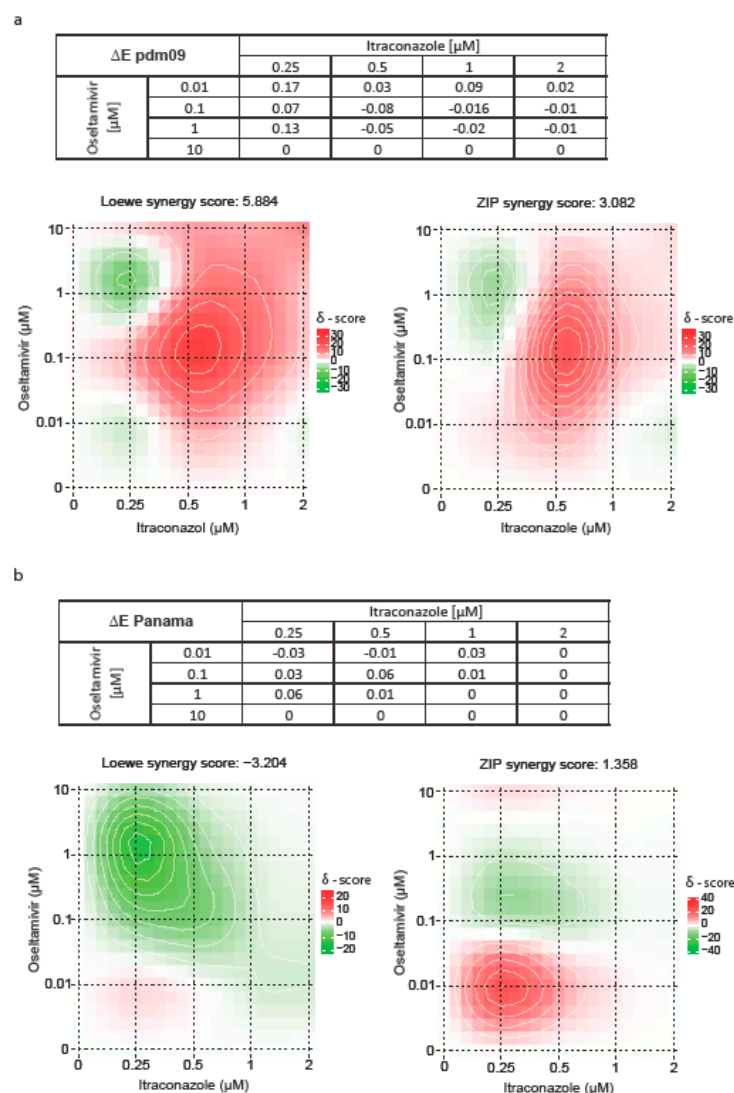 a
ΔE pdm09 Itraconazole [µM]
0.25 0.5 1 2
Oseltamivir [µM]
0.01 0.17 0.03 0.09 0.02
0.1 0.07 -0.08 -0.016 -0.01
1 0.13 -0.05 -0.02 -0.01
10 0 0 0 0
Loewe synergy score: 5.884
10
1
0.1
0.01
0
Oseltamivir (µM)
0 0.25 0.5 1 2
Itraconazol (µM)
δ - score
30
20
10
0
−10
−20
−30
ZIP synergy score: 3.082
10
1
0.1
0.01
0
Oseltamivir (µM)
0 0.25 0.5 1 2
Itraconazole (µM)
δ - score
30
20
10
0
−10
−20
−30
b
ΔE Panama Itraconazole [µM]
0.25 0.5 1 2
Oseltamivir [µM]
0.01 -0.03 -0.01 0.03 0
0.1 0.03 0.06 0.01 0
1 0.06 0.01 0 0
10 0 0 0 0
Loewe synergy score: −3.204
10
1
0.1
0.01
0
Oseltamivir (µM)
0 0.25 0.5 1 2
Itraconazole (µM)
δ - score
20
10
0
−10
−20
ZIP synergy score: 1.358
10
1
0.1
0.01
0
Oseltamivir (µM)
0 0.25 0.5 1 2
Itraconazole (µM)
δ - score
40
20
0
−20
−40